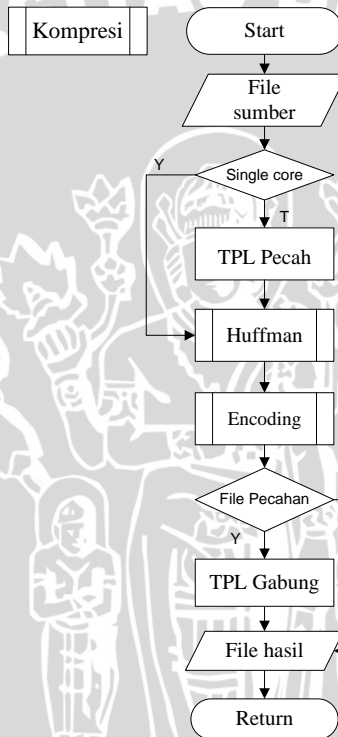 Kompresi
Start
File
sumber
Y
Single core
T
TPL Pecah
Huffman
Encoding
File Pecahan
Y
TPL Gabung
File hasil
Return